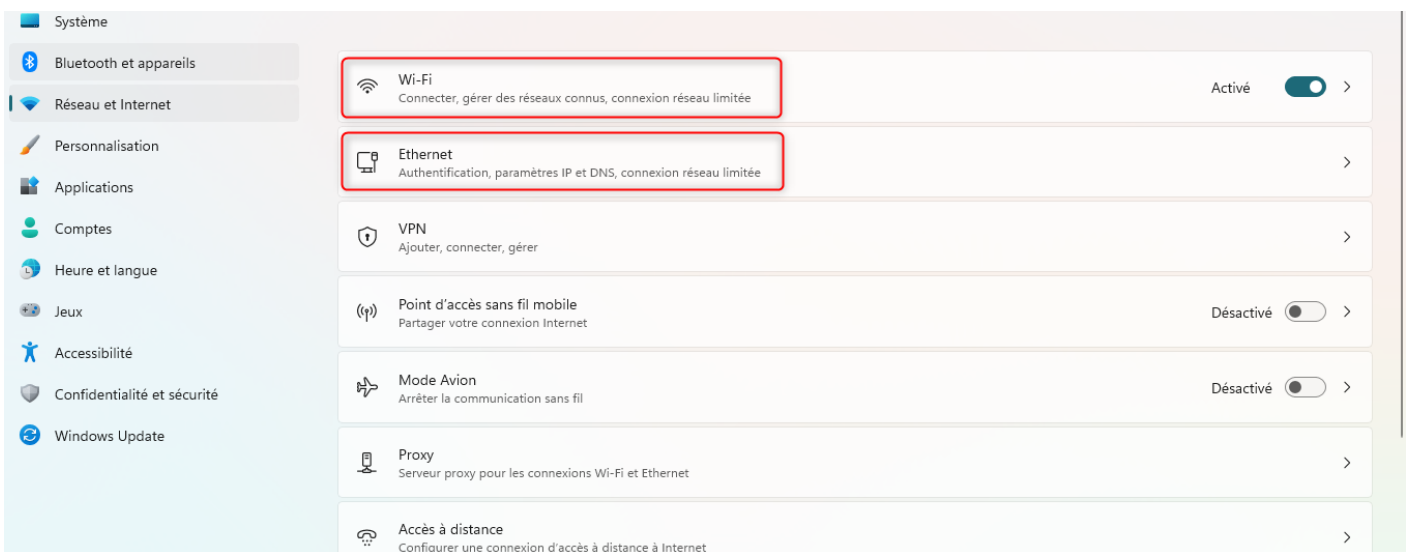 Système
Bluetooth et appareils
Réseau et Internet
Personnalisation
Applications
Comptes
Heure et langue
Jeux
Accessibilité
Confidentialité et sécurité
Windows Update
Wi-Fi
Connecter, gérer des réseaux connus, connexion réseau limitée
Activé
Ethernet
Authentification, paramètres IP et DNS, connexion réseau limitée
VPN
Ajouter, connecter, gérer
Point d’accès sans fil mobile
Partager votre connexion Internet
Désactivé
Mode Avion
Arrêter la communication sans fil
Désactivé
Proxy
Serveur proxy pour les connexions Wi-Fi et Ethernet
Accès à distance
Configurer une connexion d’accès à distance à Internet